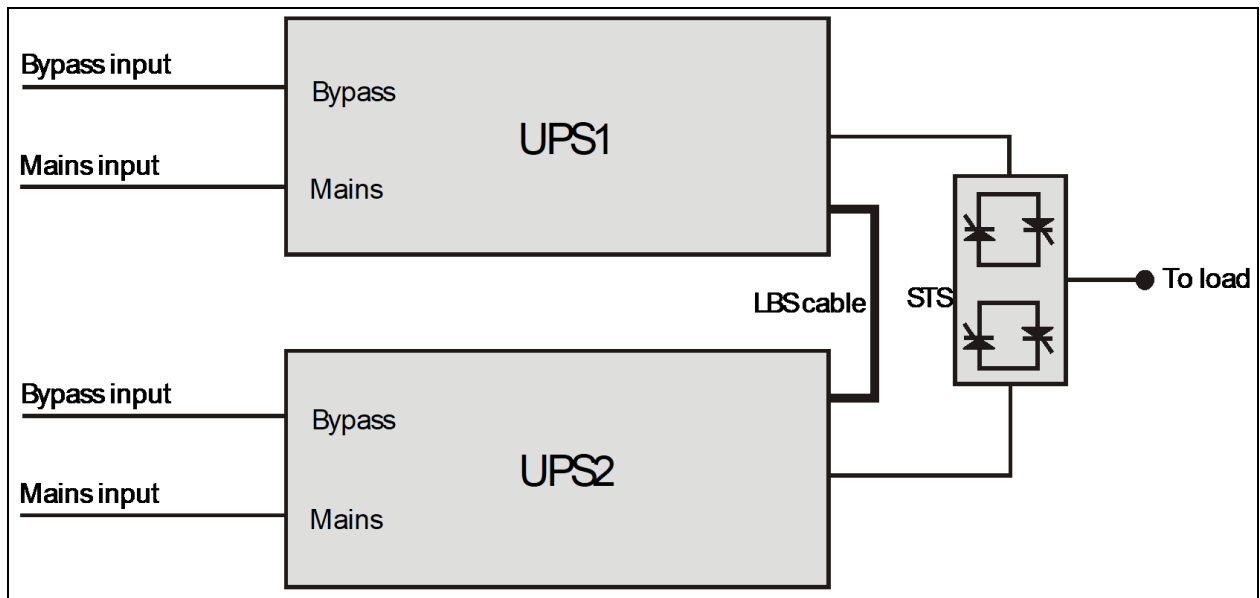 Bypass input
Bypass
UPS1
Mains input
Mains
LBS cable
STS
To load
Bypass input
Bypass
UPS2
Mains input
Mains